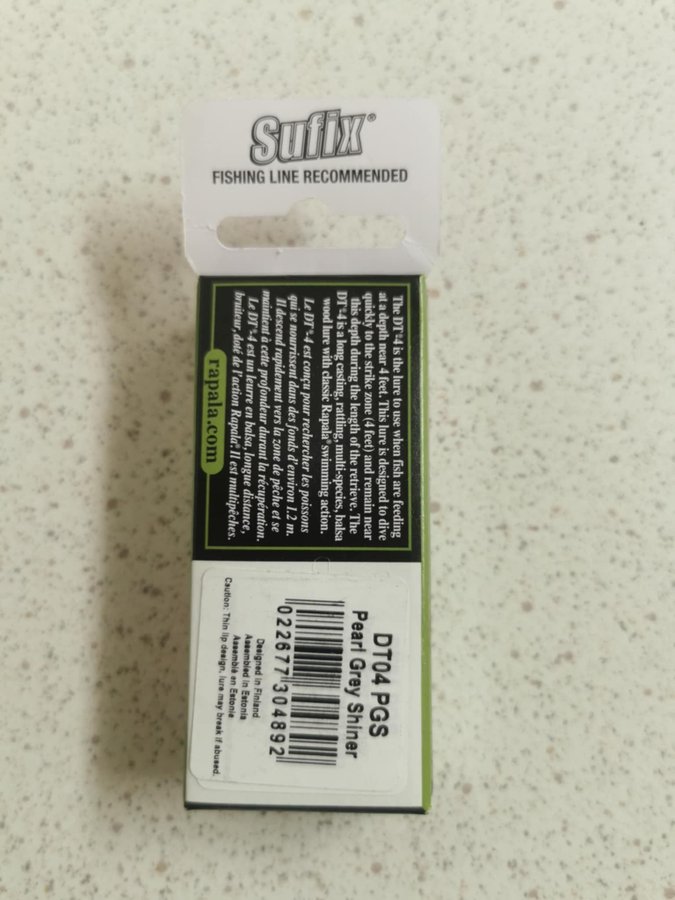 Sufix®
FISHING LINE RECOMMENDED
The DT®4 is the lure to use when fish are feeding
at a depth near 4 feet. This lure is designed to dive
quickly to the strike zone (4 feet) and remain near
this depth during the length of the retrieve. The
DT®4 is a long casting, rattling, multi-species, balsa
wood lure with classic Rapala® swimming action.
Le DT®-4 est conçu pour rechercher les poissons
qui se nourrissent dans des fonds d'environ 1.2 m.
Il descend rapidement vers la zone de pêche et se
maintient à cette profondeur durant la récupération.
Le DT®-4 est un leurre en balsa, longue distance,
bruiteur, doté de l'action Rapala® Il est multipêches.
rapala.com
DT04 PGS
Pearl Grey Shiner
022677 304892
Designed in Finland
Assembled in Estonia
Assemblé en Estonie
Caution: Thin lip design, lure may break if abused.